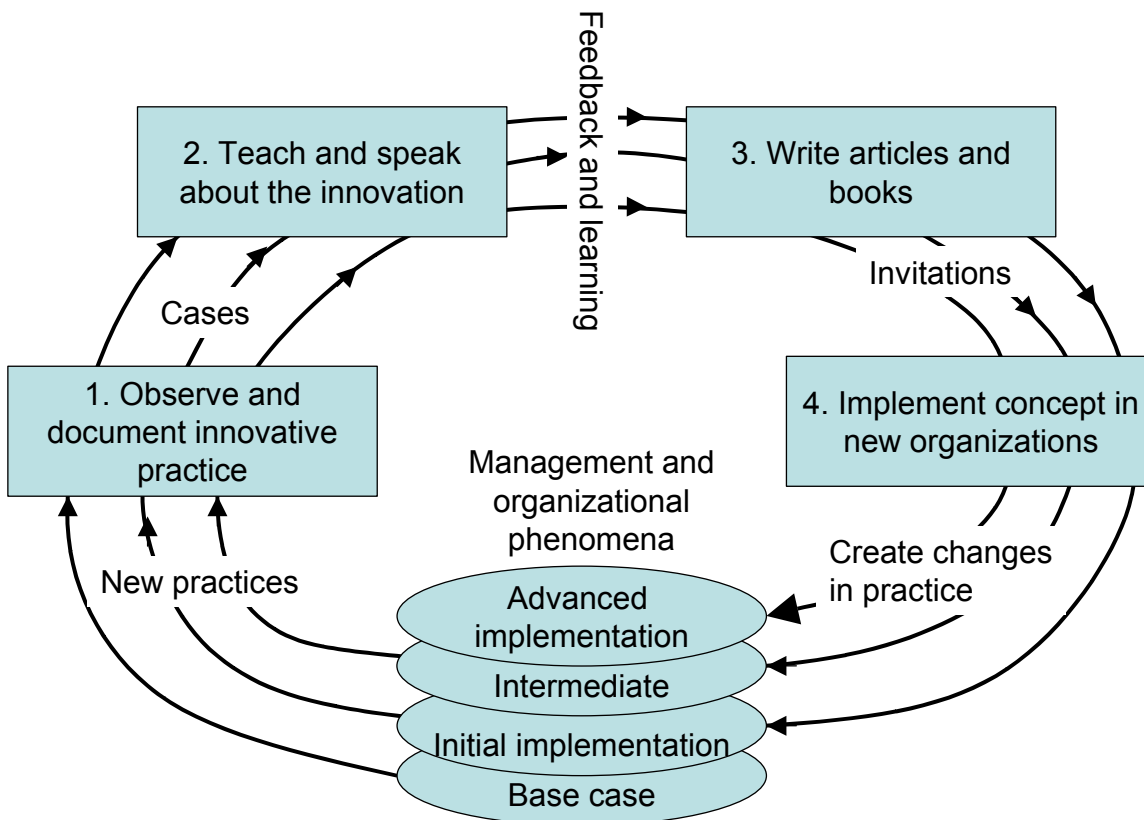 Feedback and learning
2. Teach and speak
about the innovation
3. Write articles and
books
Cases
Invitations
1. Observe and
document innovative
practice
4. Implement concept in
new organizations
Management and
organizational
phenomena
New practices
Create changes
in practice
Advanced
implementation
Intermediate
Initial implementation
Base case